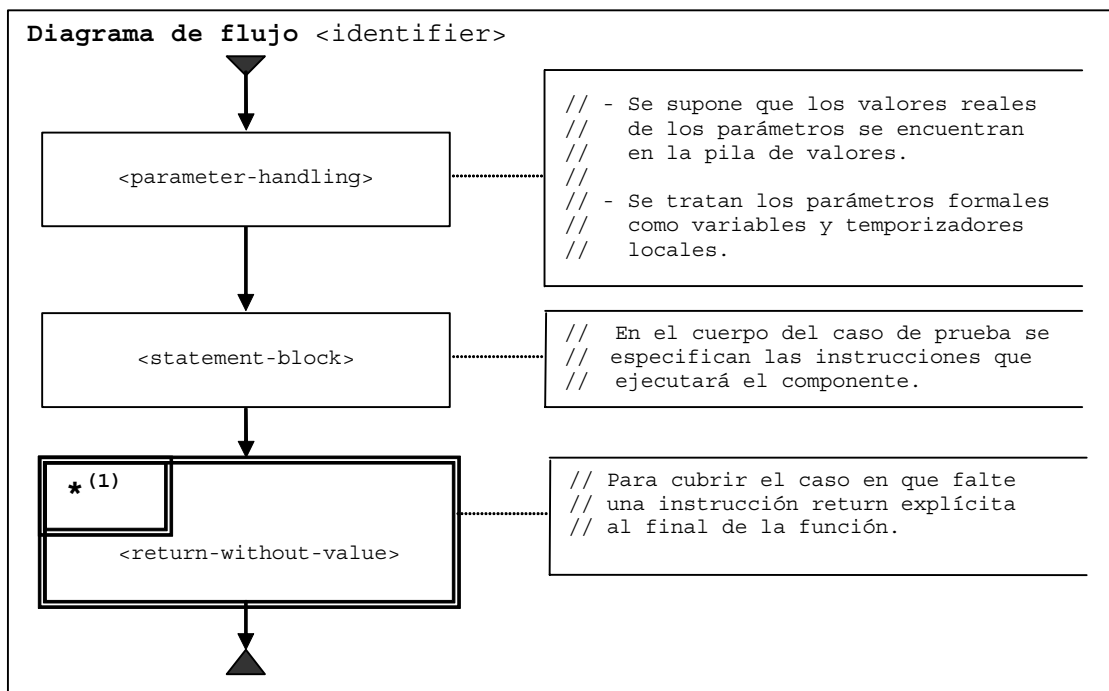 Diagrama de flujo <identifier>
<parameter-handling>
// - Se supone que los valores reales
// de los parámetros se encuentran
// en la pila de valores.
//
// - Se tratan los parámetros formales
// como variables y temporizadores
// locales.
<statement-block>
// En el cuerpo del caso de prueba se
// especifican las instrucciones que
// ejecutará el componente.
*(1)
<return-without-value>
// Para cubrir el caso en que falte
// una instrucción return explícita
// al final de la función.